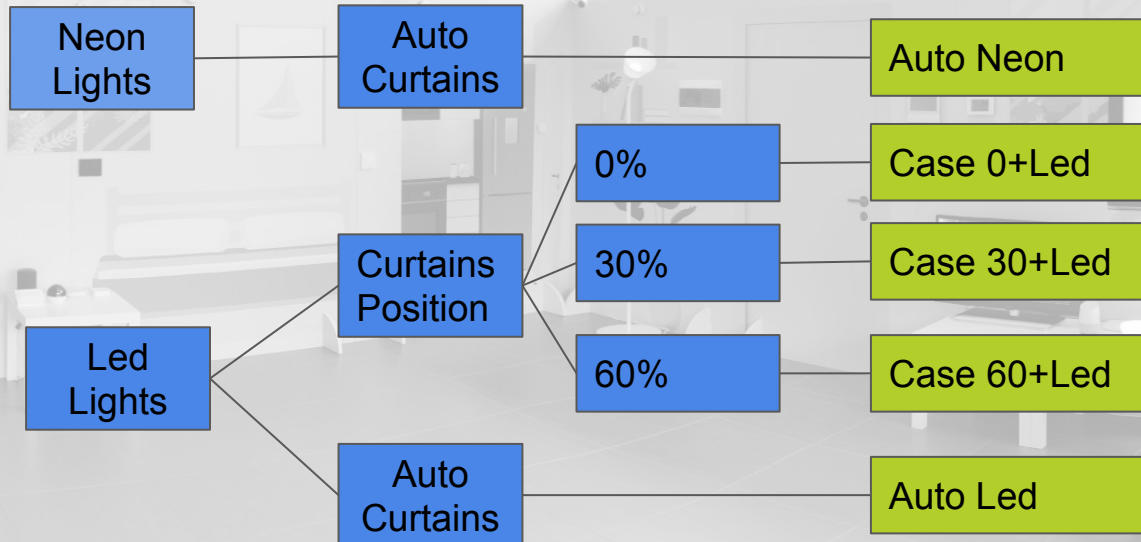 Neon
Lights
Auto
Curtains
Auto Neon
0%
Case 0+Led
Curtains
Position
30%
Case 30+Led
Led
Lights
60%
Case 60+Led
Auto
Curtains
Auto Led